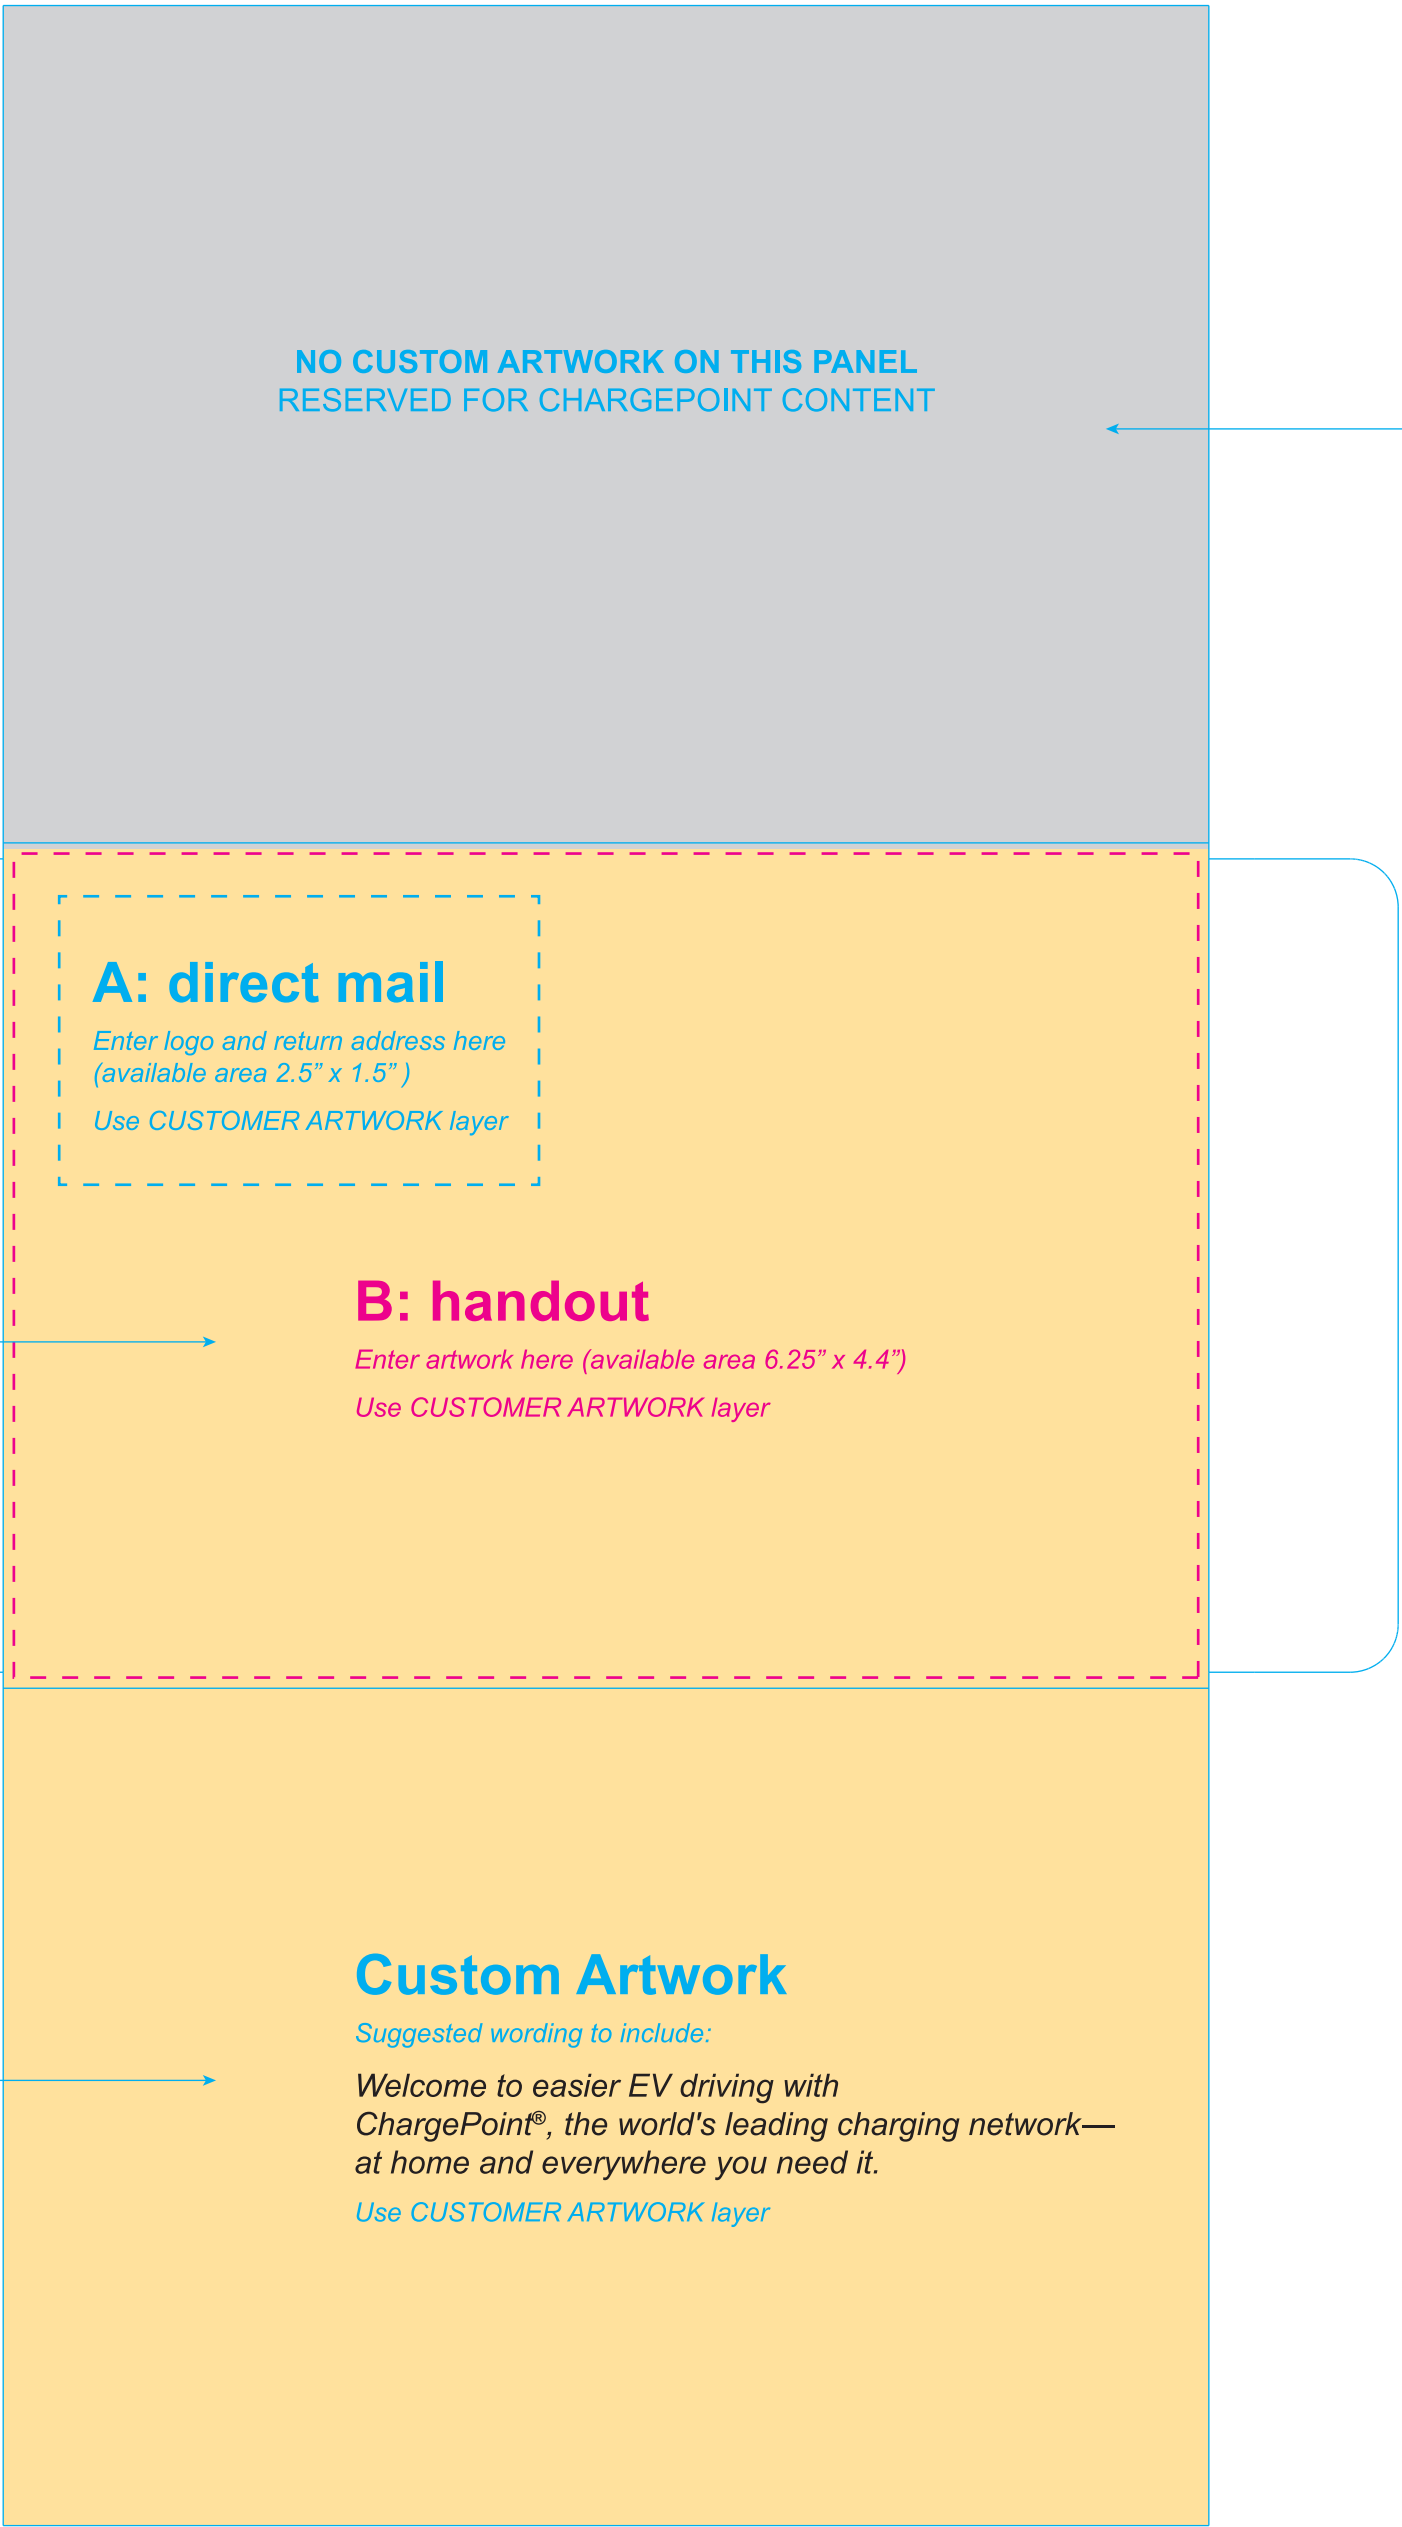 NO CUSTOM ARTWORK ON THIS PANEL
RESERVED FOR CHARGEPOINT CONTENT
A: direct mail
Enter logo and return address here
(available area 2.5” x 1.5” )
Use CUSTOMER ARTWORK layer
B: handout
Enter artwork here (available area 6.25” x 4.4”)
Use CUSTOMER ARTWORK layer
Custom Artwork
Suggested wording to include:
Welcome to easier EV driving with
ChargePoint®, the world's leading charging network—
at home and everywhere you need it.
Use CUSTOMER ARTWORK layer